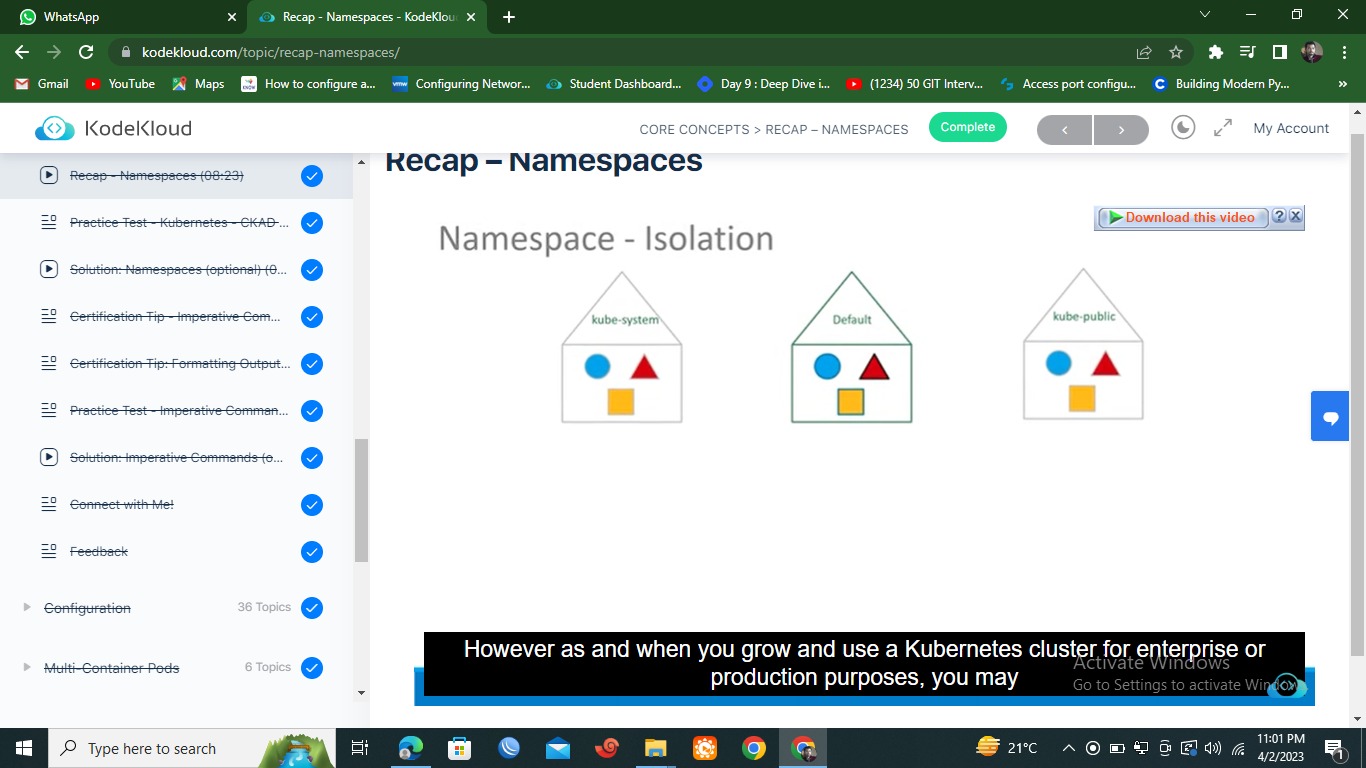 WhatsApp
Recap - Namespaces - KodeKlou
kodekloud.com/topic/recap-namespaces/
Gmail
YouTube
Maps
How to configure a...
Configuring Networ...
Student Dashboard...
Day 9 : Deep Dive i...
(1234) 50 GIT Interv...
Access port configu...
Building Modern Py...
KodeKloud
CORE CONCEPTS > RECAP – NAMESPACES
Complete
My Account
Recap - Namespaces (08:23)
Practice Test - Kubernetes - CKAD ...
Solution: Namespaces (optional) (0...
Certification Tip - Imperative Com...
Certification Tip: Formatting Output...
Practice Test - Imperative Comman...
Solution: Imperative Commands (o...
Connect with Me!
Feedback
Configuration
36 Topics
Multi-Container Pods
6 Topics
Recap – Namespaces
Download this video
?
X
Namespace - Isolation
kube-system
Default
kube-public
However as and when you grow and use a Kubernetes cluster for enterprise or
production purposes, you may
Activate Windows
Go to Settings to activate Windows.
Type here to search
21°C
11:01 PM
4/2/2023
1